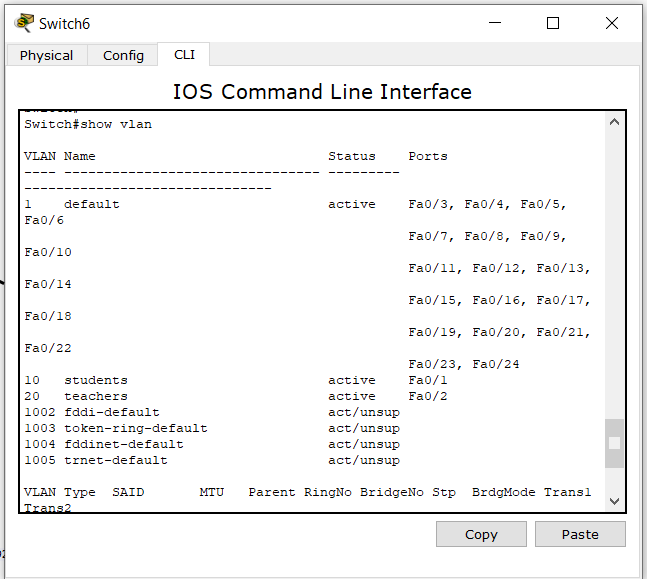 Switch6
Physical Config CLI
IOS Command Line Interface
Switch#show vlan
VLAN Name Status Ports
---- -------------------------------- ---------
-------------------------------
1 default active Fa0/3, Fa0/4, Fa0/5,
Fa0/6
Fa0/7, Fa0/8, Fa0/9,
Fa0/10
Fa0/11, Fa0/12, Fa0/13,
Fa0/14
Fa0/15, Fa0/16, Fa0/17,
Fa0/18
Fa0/19, Fa0/20, Fa0/21,
Fa0/22
Fa0/23, Fa0/24
10 students active Fa0/1
20 teachers active Fa0/2
1002 fddi-default act/unsup
1003 token-ring-default act/unsup
1004 fddinet-default act/unsup
1005 trnet-default act/unsup
VLAN Type SAID MTU Parent RingNo BridgeNo Stp BrdgMode Trans1
Trans2
Copy Paste